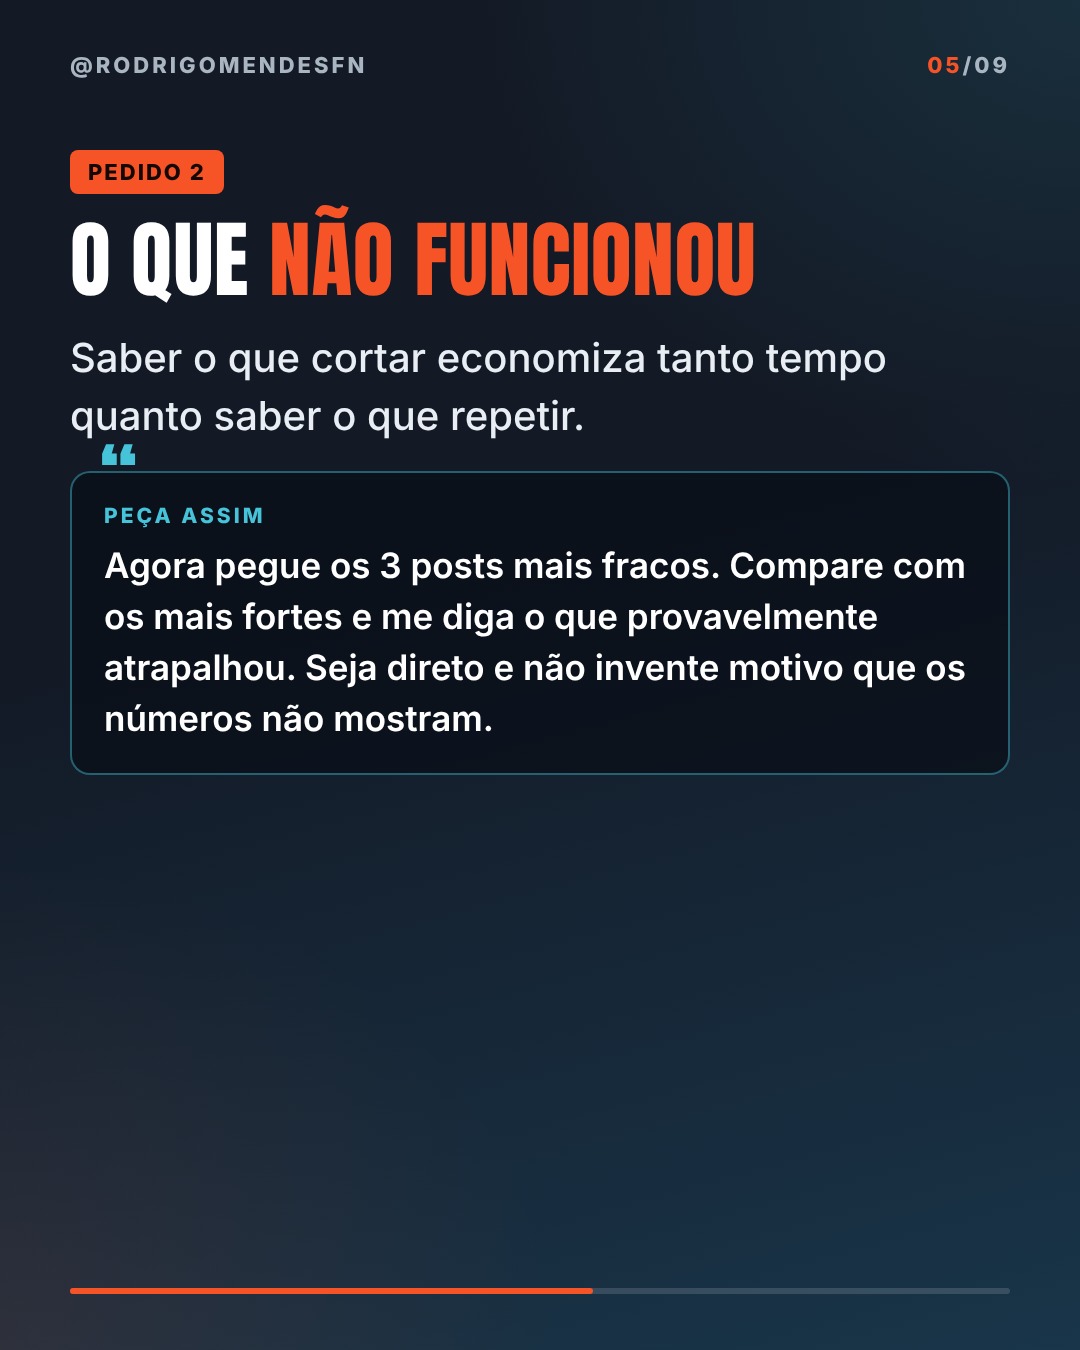 @RODRIGOMENDESFN
05/09
PEDIDO 2
O QUE NÃO FUNCIONOU
Saber o que cortar economiza tanto tempo
quanto saber o que repetir.
“
PEÇA ASSIM
Agora pegue os 3 posts mais fracos. Compare com
os mais fortes e me diga o que provavelmente
atrapalhou. Seja direto e não invente motivo que os
números não mostram.